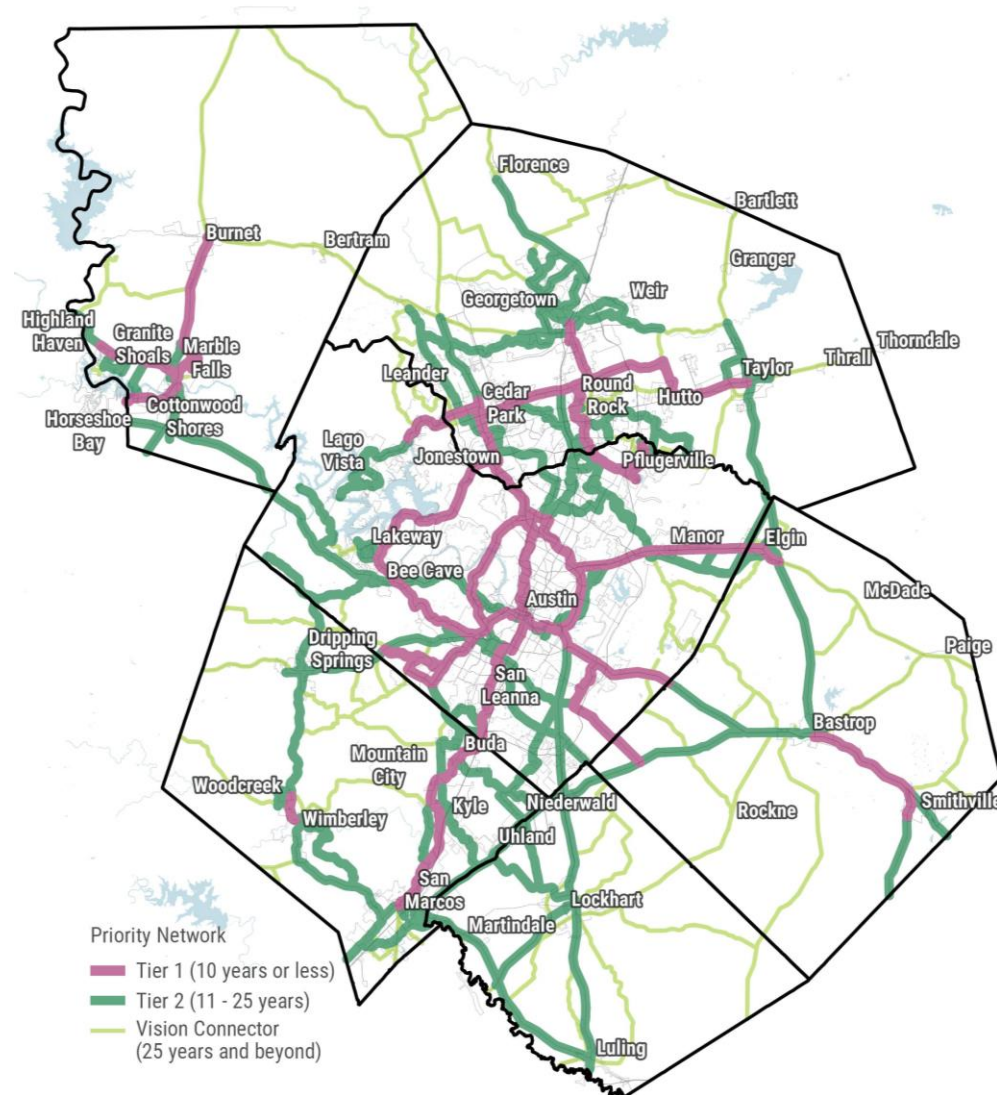 Florence
Bartlett
Burnet
Bertram
Granger
Georgetown
Weir
Highland
Haven
Granite
Shoals
Marble
Falls
Thorndale
Thrall
Taylor
Leander
Cedar
Park
Round
Rock
Hutto
Horseshoe
Bay
Cottonwood
Shores
Lago
Vista
Jonestown
Pflugerville
Lakeway
Manor
Elgin
Bee Cave
McDade
Austin
Dripping
Springs
Paige
San
Leanna
Bastrop
Buda
Mountain
City
Woodcreek
Kyle
Niederwald
Rockne
Smithville
Wimberley
Uhland
San
Marcos
Lockhart
Martindale
Priority Network
Tier 1 (10 years or less)
Tier 2 (11 - 25 years)
Vision Connector
(25 years and beyond)
Luling